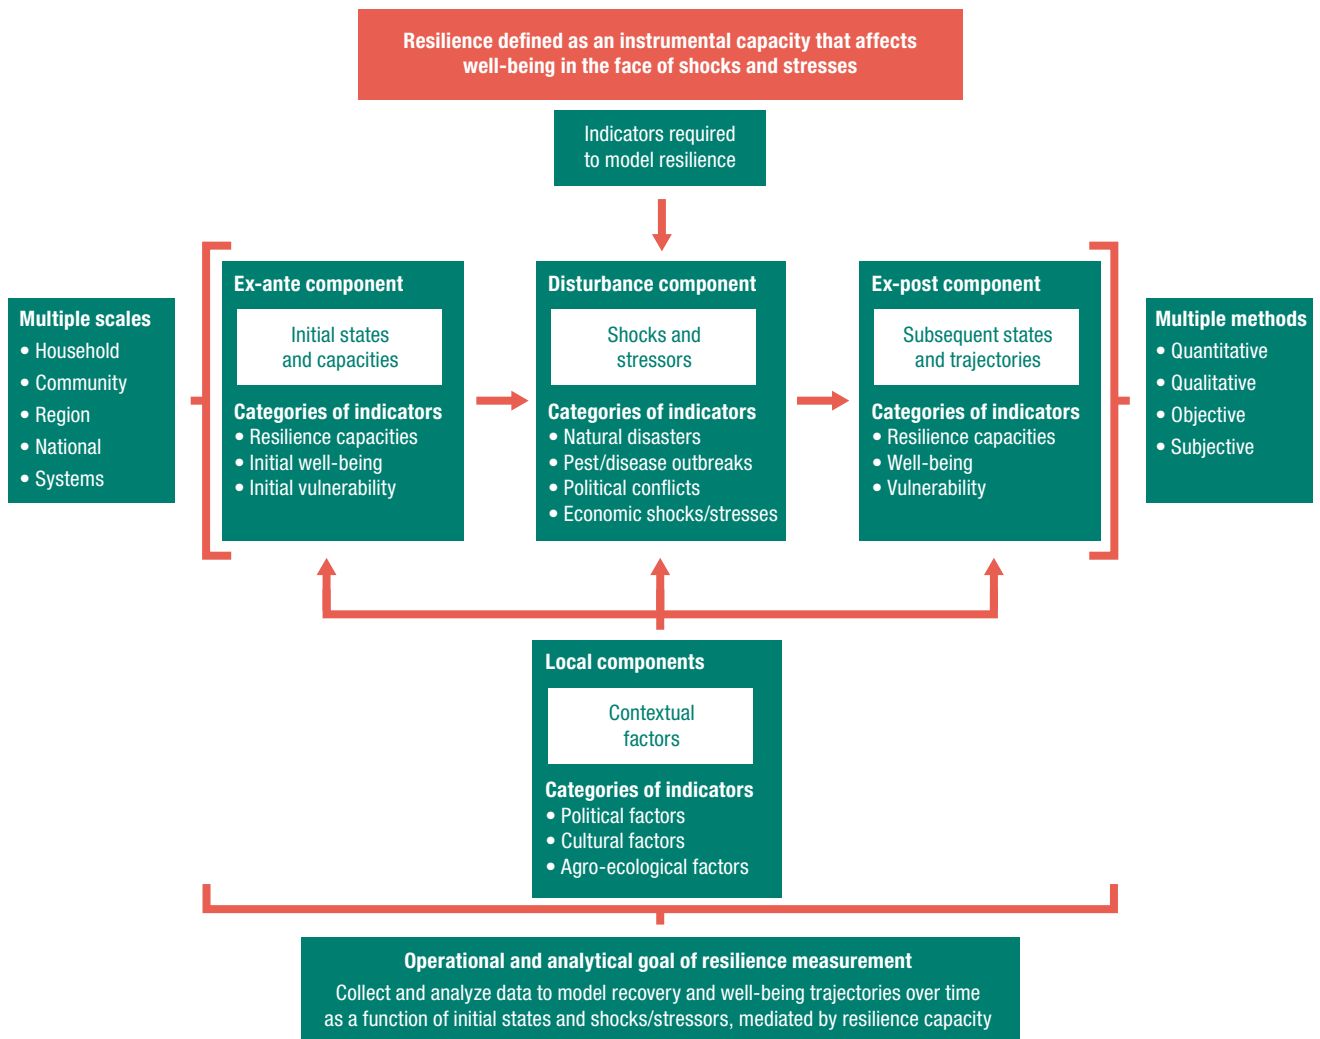 Resilience defined as an instrumental capacity that affects
well-being in the face of shocks and stresses
Indicators required
to model resilience
Multiple scales
• Household
• Community
• Region
• National
• Systems
Ex-ante component
Initial states
and capacities
Categories of indicators
• Resilience capacities
• Initial well-being
• Initial vulnerability
Disturbance component
Shocks and
stressors
Categories of indicators
• Natural disasters
• Pest/disease outbreaks
• Political conflicts
• Economic shocks/stresses
Ex-post component
Subsequent states
and trajectories
Categories of indicators
• Resilience capacities
• Well-being
• Vulnerability
Multiple methods
• Quantitative
• Qualitative
• Objective
• Subjective
Local components
Contextual
factors
Categories of indicators
• Political factors
• Cultural factors
• Agro-ecological factors
Operational and analytical goal of resilience measurement
Collect and analyze data to model recovery and well-being trajectories over time
as a function of initial states and shocks/stressors, mediated by resilience capacity